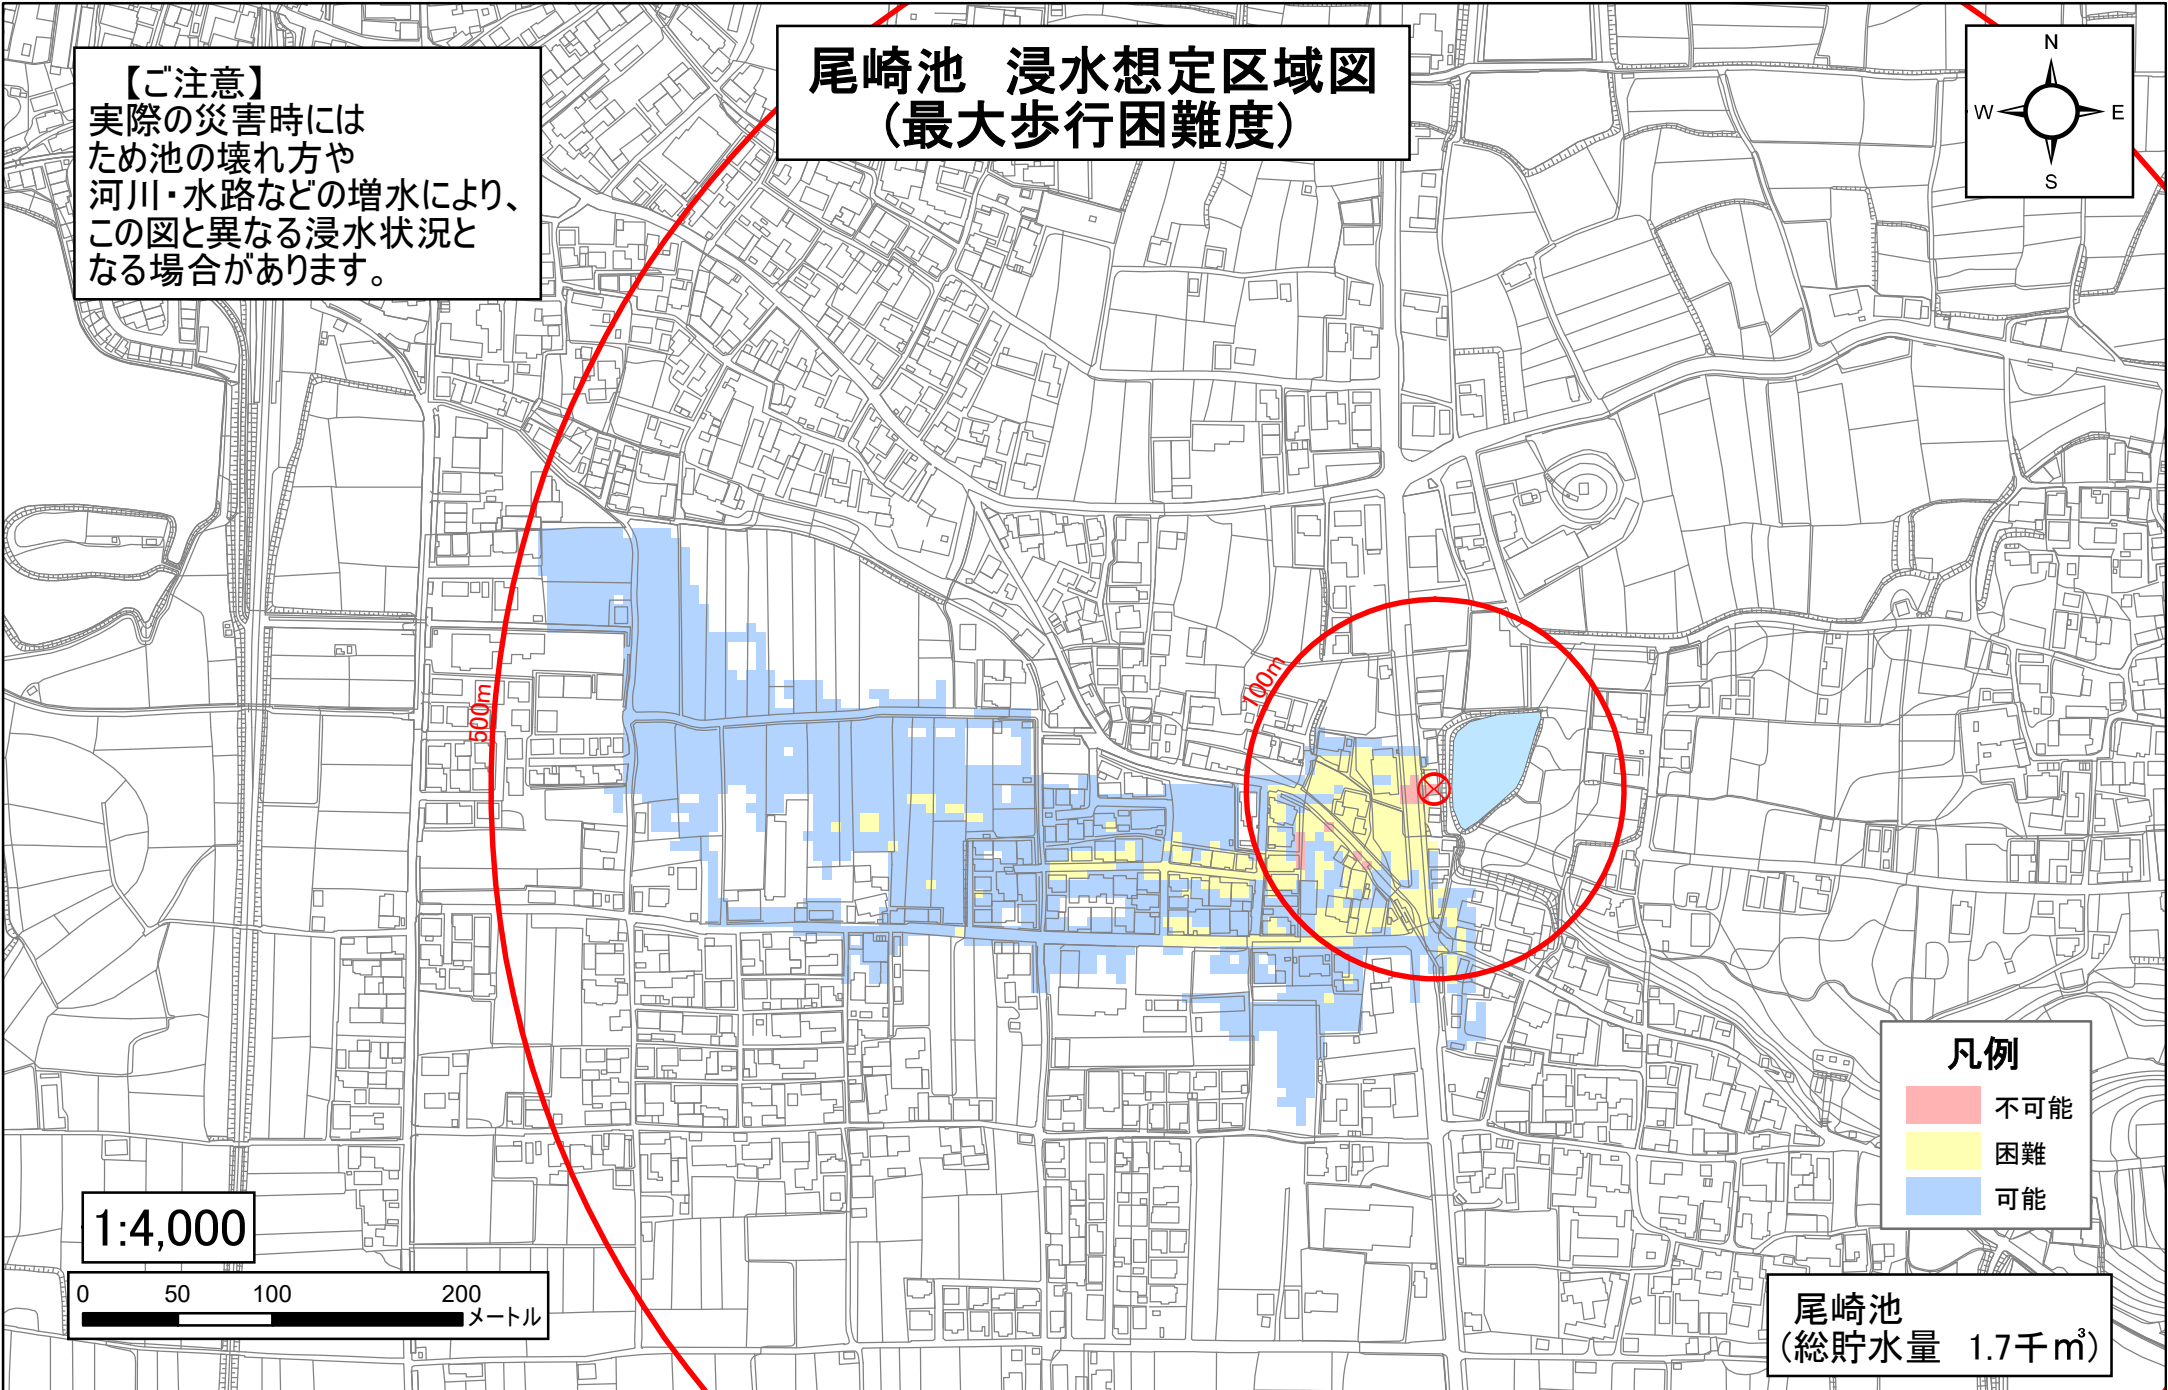 尾崎池　浸水想定区域図
（最大歩行困難度）
【ご注意】
実際の災害時には
ため池の壊れ方や
河川・水路などの増水により、
この図と異なる浸水状況と
なる場合があります。
N
W
E
S
500m
100m
凡例
不可能
困難
可能
1:4,000
0 50 100 200
メートル
尾崎池
（総貯水量　1.7千㎥）